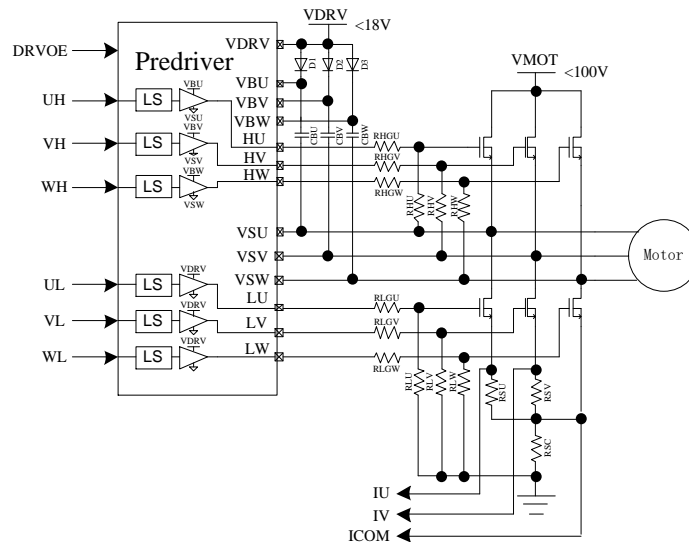 VDRV
<18V
DRVOE
Predriver
VDRV
D1
D2
D3
VMOT
<100V
VBU
VBV
VBW
UH
LS
VBU
VSU
CBU
CBV
CBW
HU
RHGU
VH
LS
VBV
VSV
HV
RHGV
WH
LS
VBW
VSW
HW
RHGW
RHU
RHV
RHW
VSU
VSV
VSW
Motor
UL
LS
VDRV
LU
RLGU
VL
LS
VDRV
LV
RLGV
WL
LS
VDRV
LW
RLGW
RLU
RLV
RLW
RSU
RSV
RSC
IU
IV
ICOM